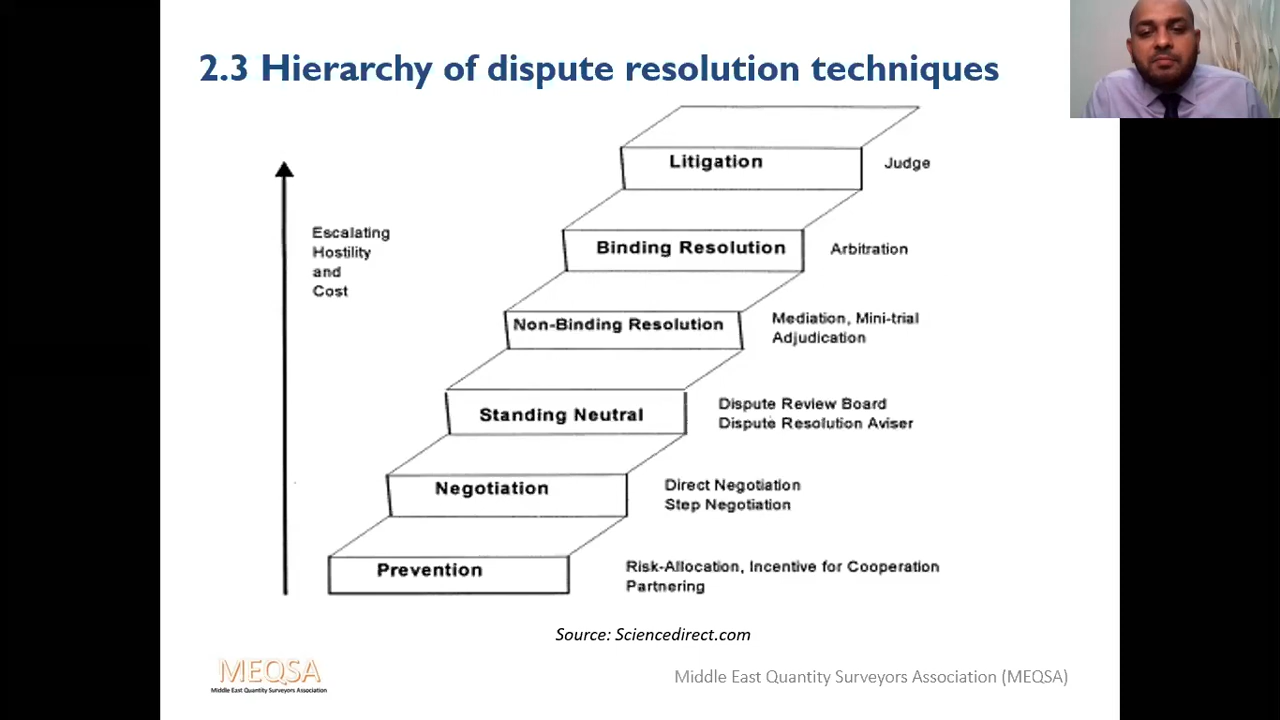 2.3 Hierarchy of dispute resolution techniques
Litigation
Judge
Binding Resolution
Arbitration
Escalating
Hostility
and
Cost
Non-Binding Resolution
Mediation, Mini-trial
Adjudication
Standing Neutral
Dispute Review Board
Dispute Resolution Aviser
Negotiation
Direct Negotiation
Step Negotiation
Prevention
Risk-Allocation, Incentive for Cooperation
Partnering
Source: Sciencedirect.com
MEQSA
Middle East Quantity Surveyors Association
Middle East Quantity Surveyors Association (MEQSA)